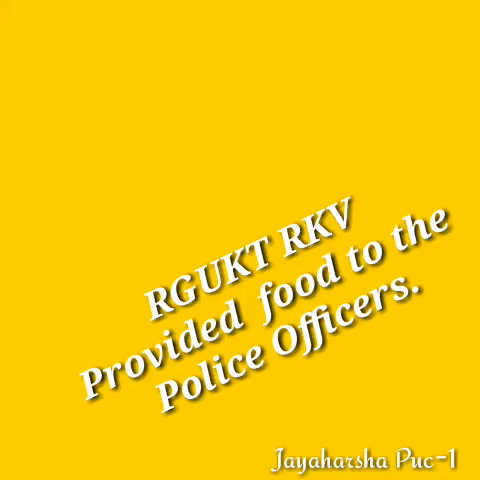 RGUKT RKV
Provided food to the
Police Officers.
Jayaharsha Puc-1